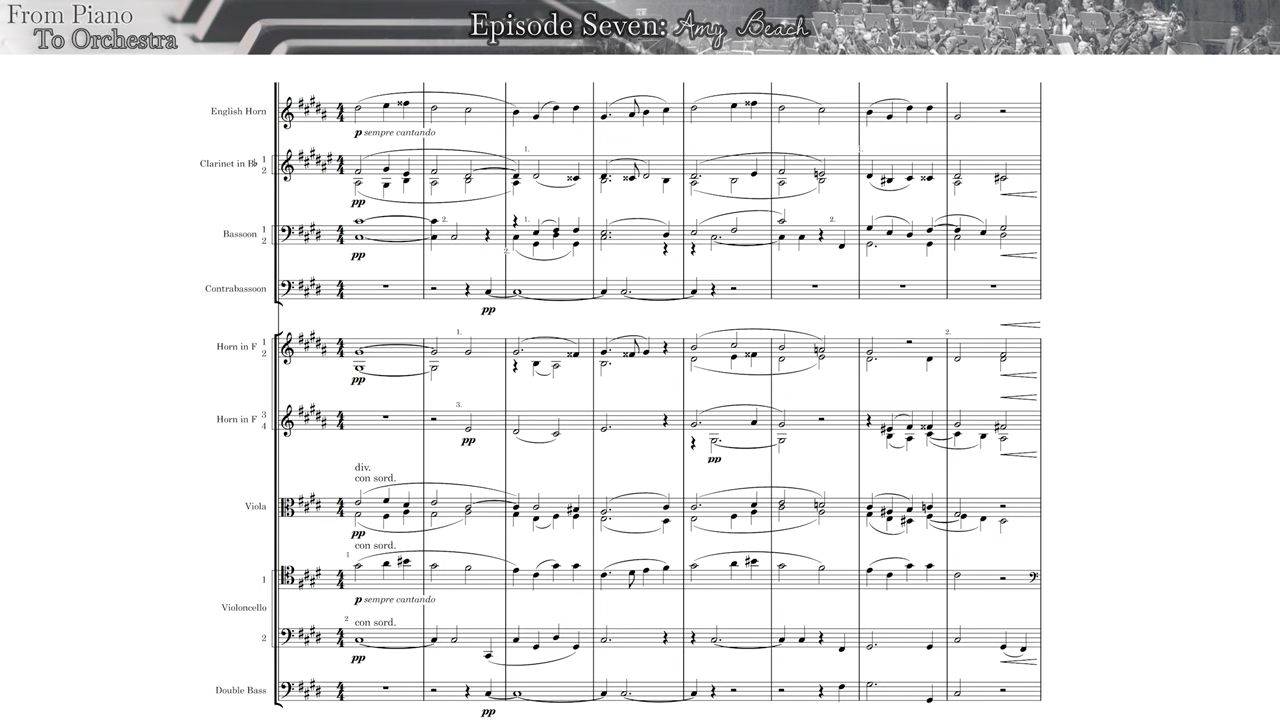 From Piano
To Orchestra
Episode Seven: Amy Beach
English Horn
p sempre cantando
Clarinet in B♭ 1
2
1.
pp
Bassoon 1
2
2.
1.
2.
2.
pp
Contrabassoon
pp
Horn in F 1
2
1.
2.
pp
Horn in F 3
4
3.
pp
pp
div.
con sord.
Viola
pp
con sord.
1
1
p sempre cantando
Violoncello
con sord.
2
2
pp
Double Bass
pp